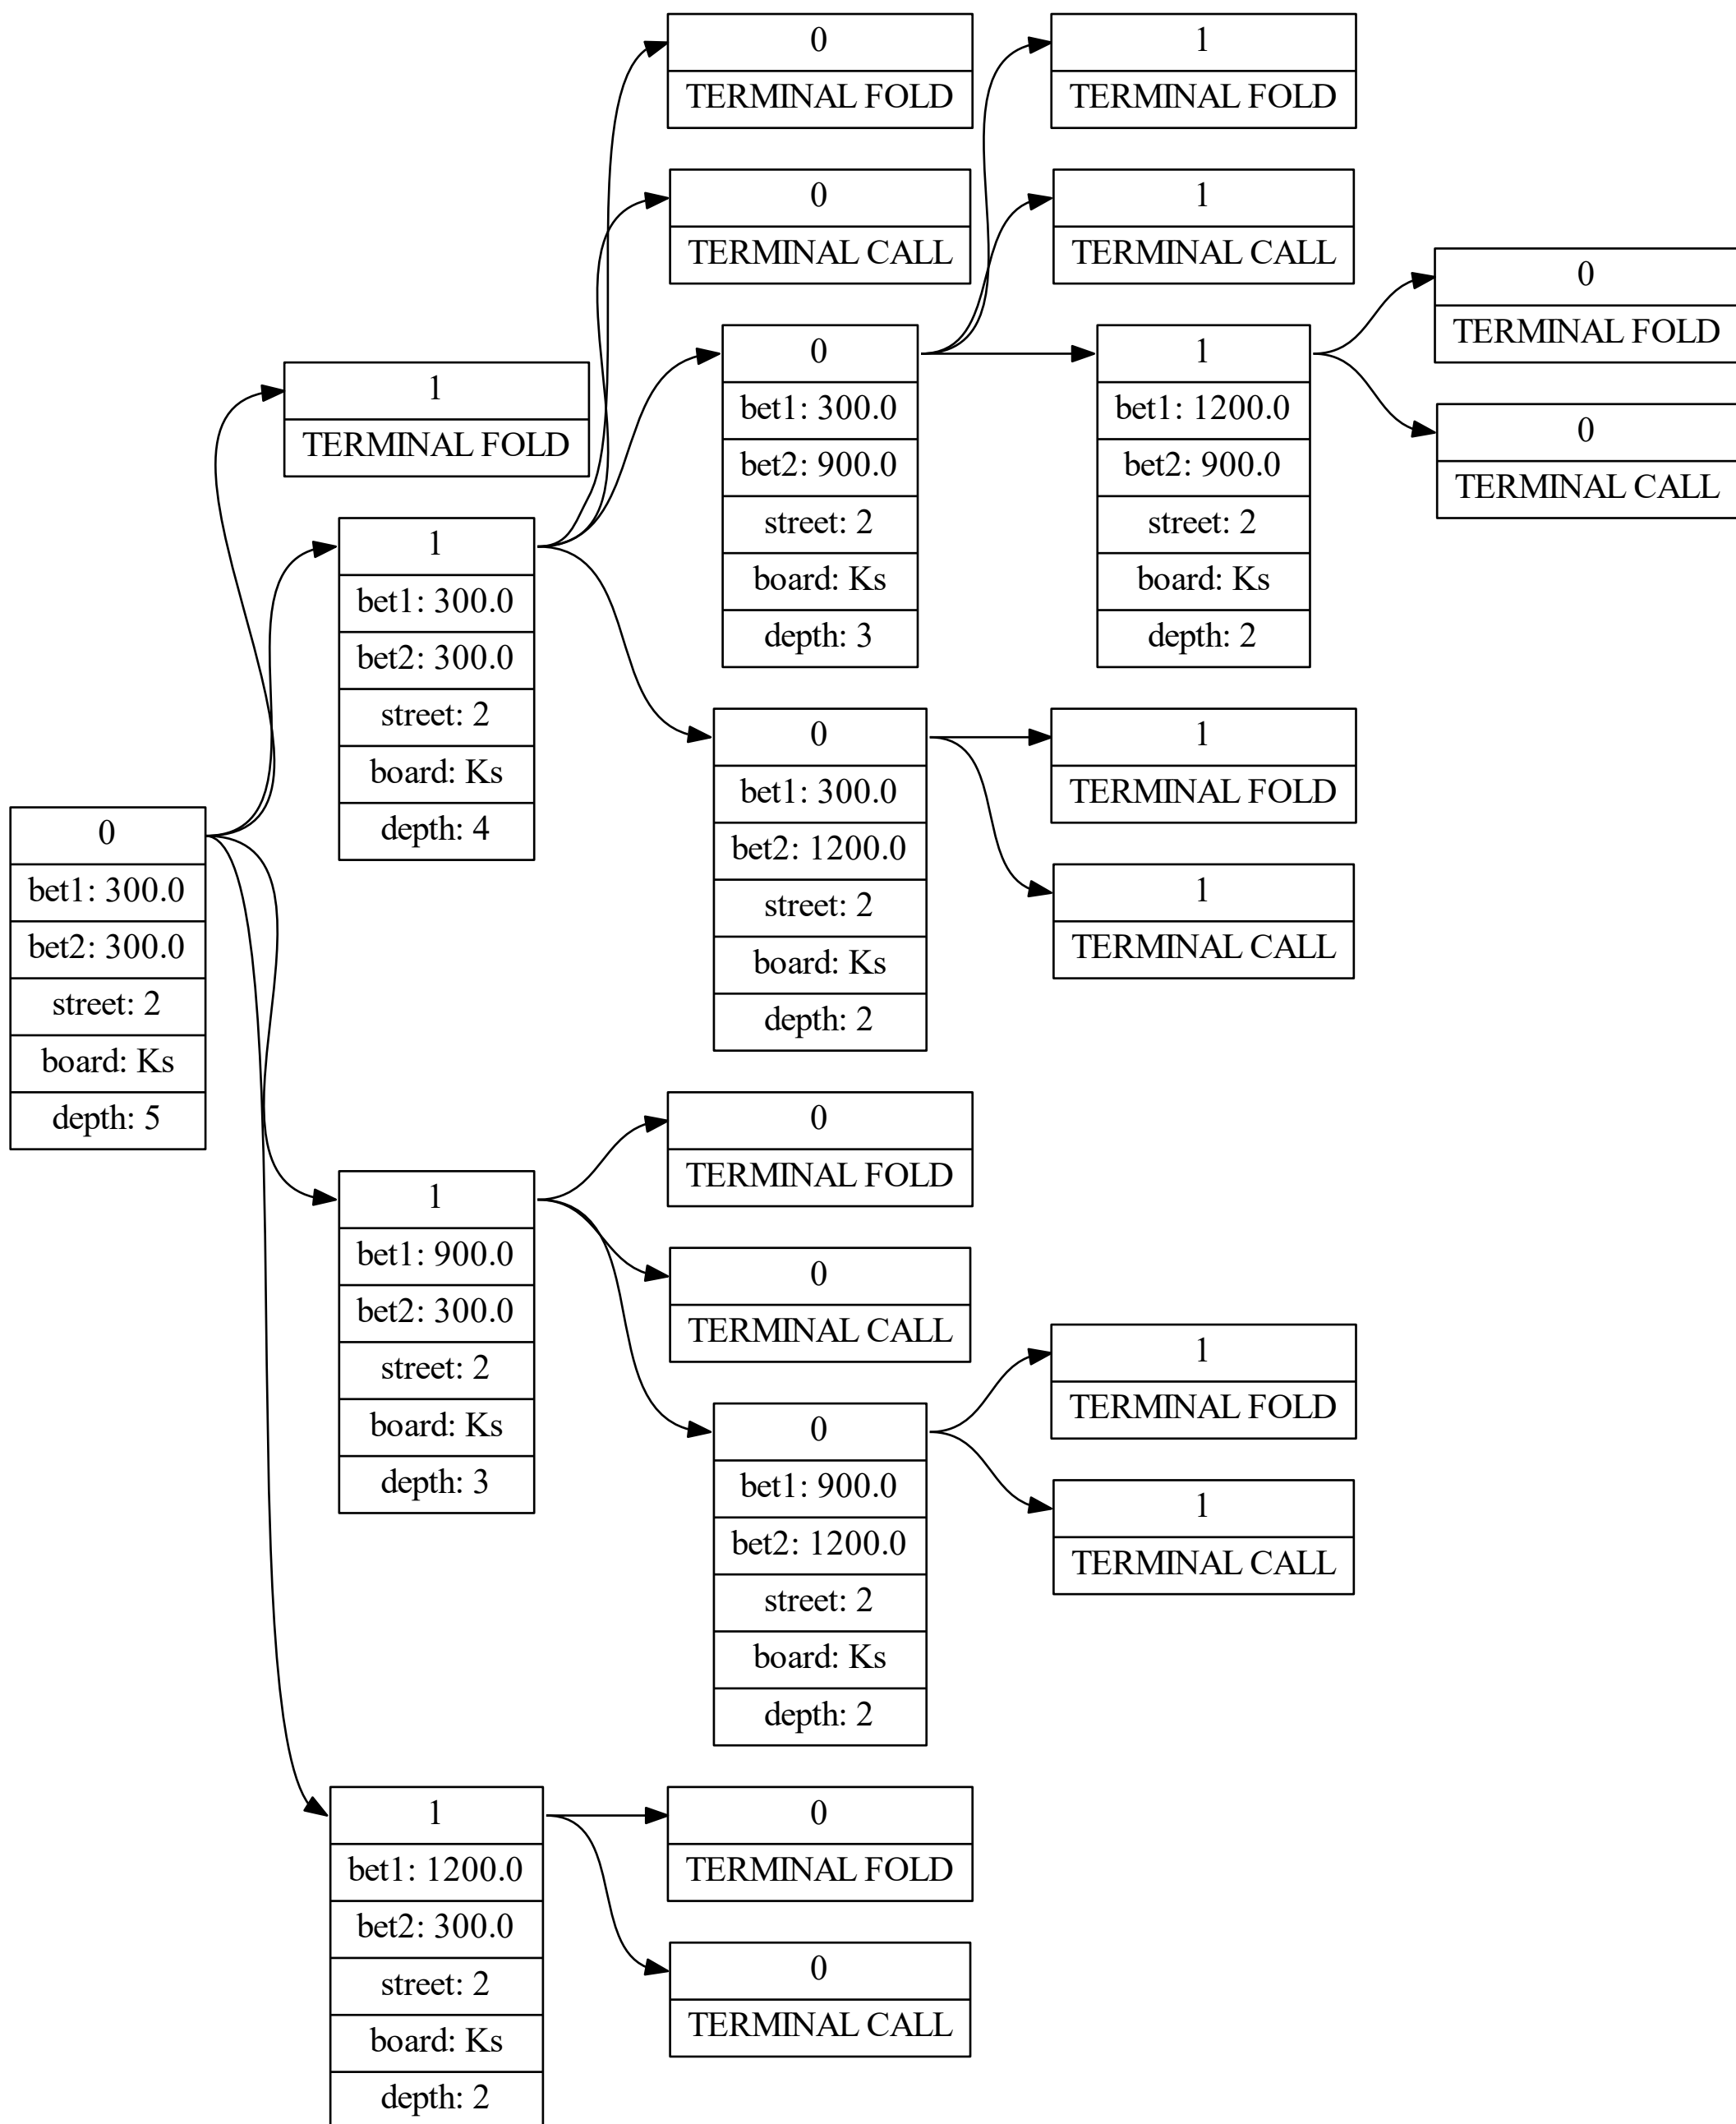 0
TERMINAL FOLD
1
TERMINAL FOLD
0
TERMINAL CALL
1
TERMINAL CALL
0
TERMINAL FOLD
0
bet1: 300.0
bet2: 900.0
street: 2
board: Ks
depth: 3
1
bet1: 1200.0
bet2: 900.0
street: 2
board: Ks
depth: 2
1
TERMINAL FOLD
0
TERMINAL CALL
1
bet1: 300.0
bet2: 300.0
street: 2
board: Ks
depth: 4
0
bet1: 300.0
bet2: 1200.0
street: 2
board: Ks
depth: 2
1
TERMINAL FOLD
0
bet1: 300.0
bet2: 300.0
street: 2
board: Ks
depth: 5
1
TERMINAL CALL
0
TERMINAL FOLD
1
bet1: 900.0
bet2: 300.0
street: 2
board: Ks
depth: 3
0
TERMINAL CALL
1
TERMINAL FOLD
0
bet1: 900.0
bet2: 1200.0
street: 2
board: Ks
depth: 2
1
TERMINAL CALL
1
bet1: 1200.0
bet2: 300.0
street: 2
board: Ks
depth: 2
0
TERMINAL FOLD
0
TERMINAL CALL